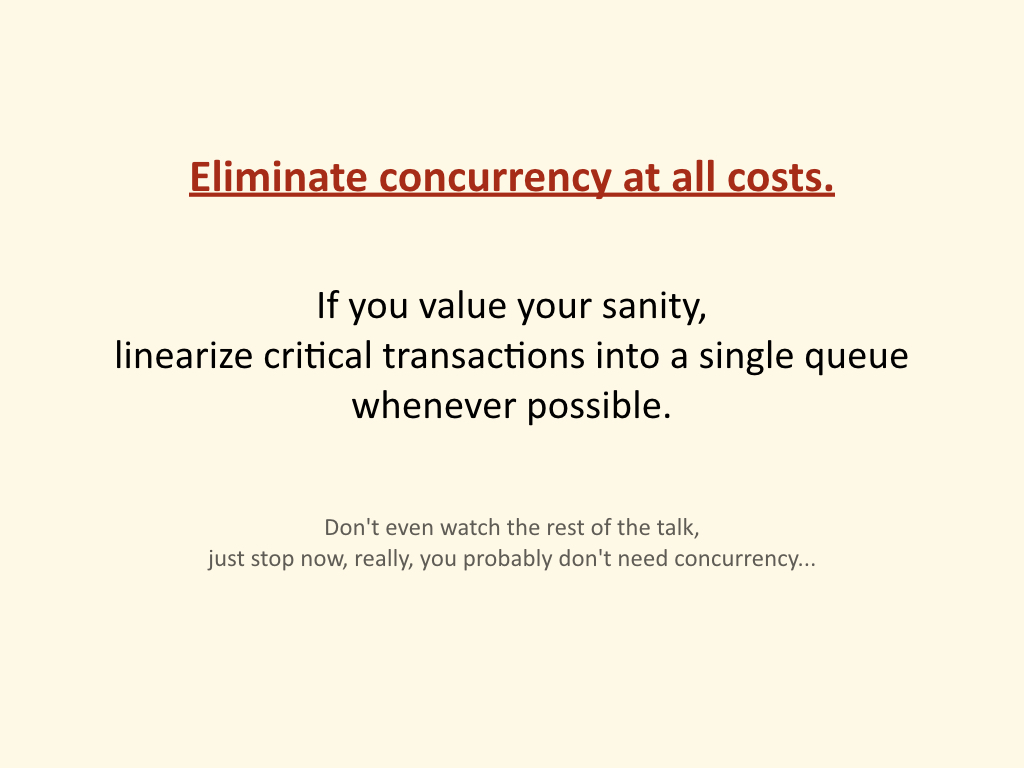 Eliminate concurrency at all costs.
If you value your sanity,
linearize critical transactions into a single queue
whenever possible.
Don't even watch the rest of the talk,
just stop now, really, you probably don't need concurrency...